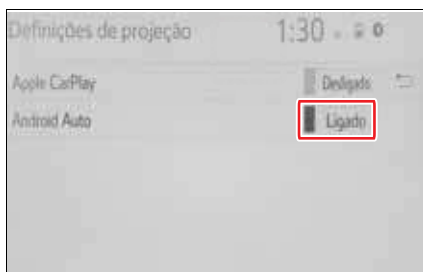 Definições de projeção 1:30
Apple CarPlay Desligado
Android Auto Ligado